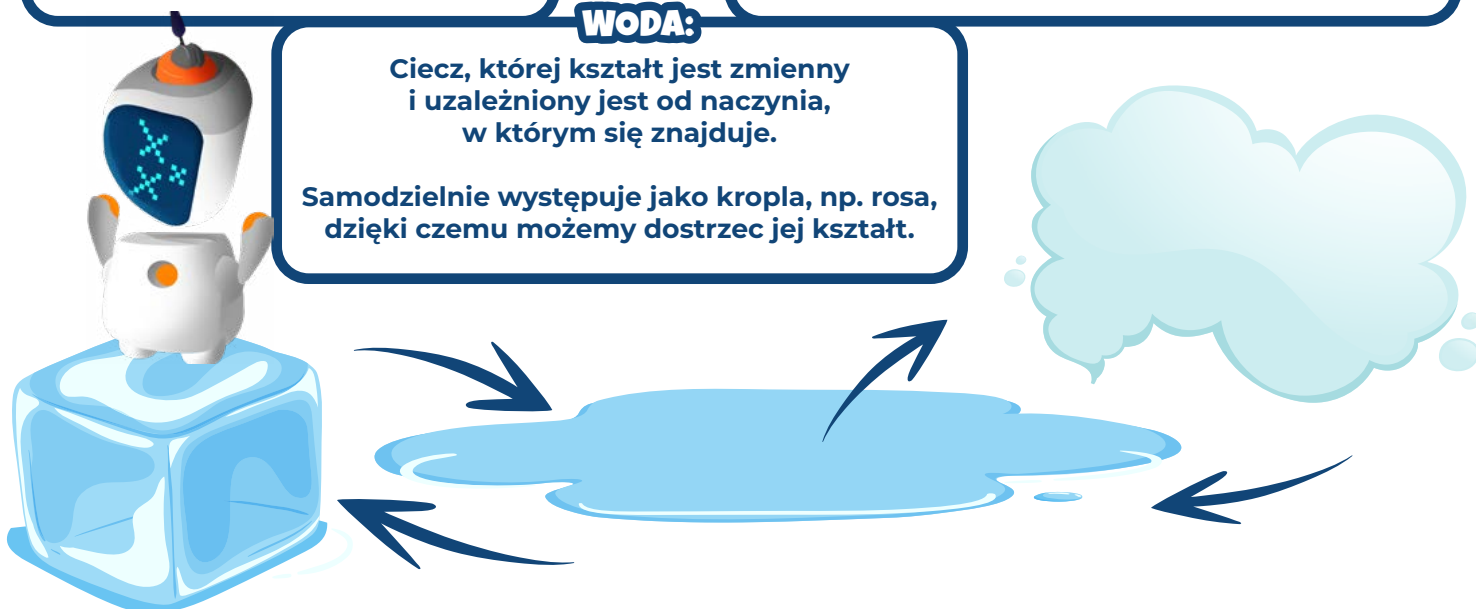 WODA:
Ciecz, której kształt jest zmienny
i uzależniony jest od naczynia,
w którym się znajduje.
Samodzielnie występuje jako kropla, np. rosa,
dzięki czemu możemy dostrzec jej kształt.